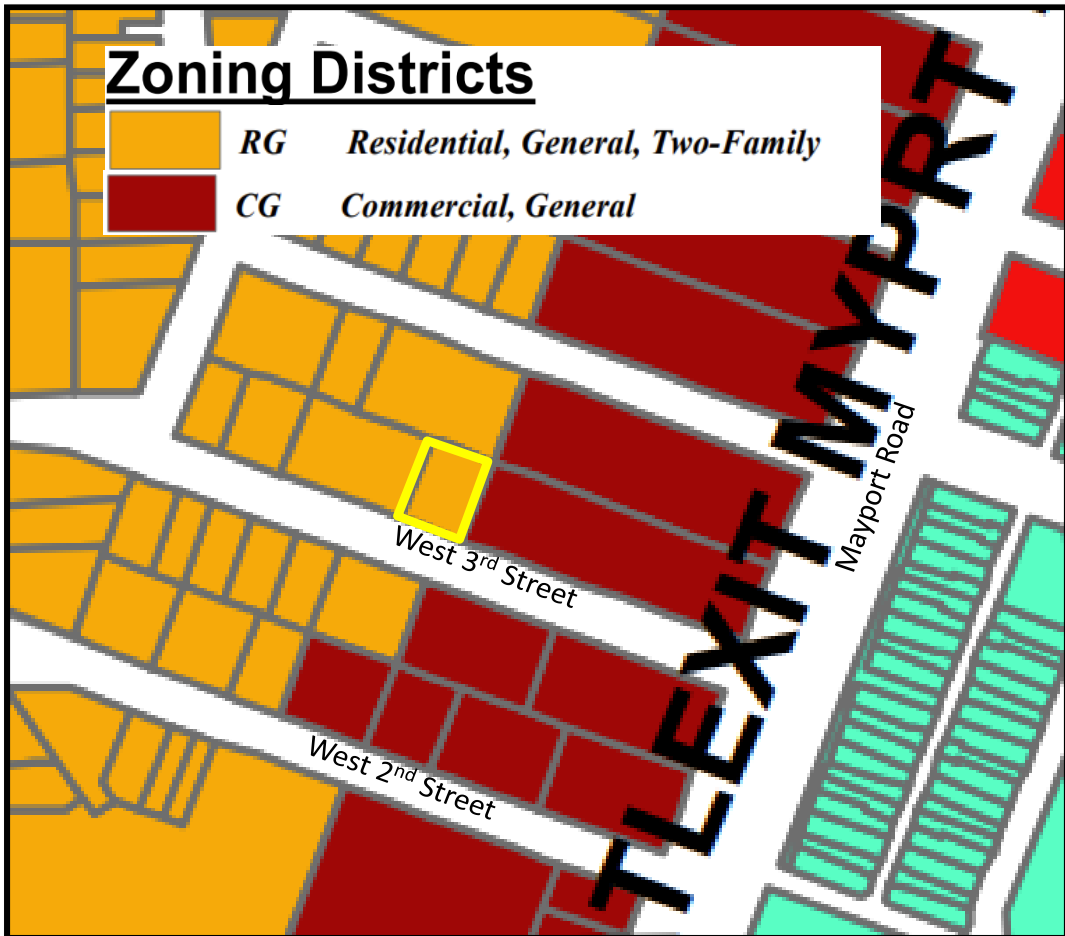 Zoning Districts
RG Residential, General, Two-Family
CG Commercial, General
TLEXIT MYPRT
Mayport Road
West 3rd Street
West 2nd Street